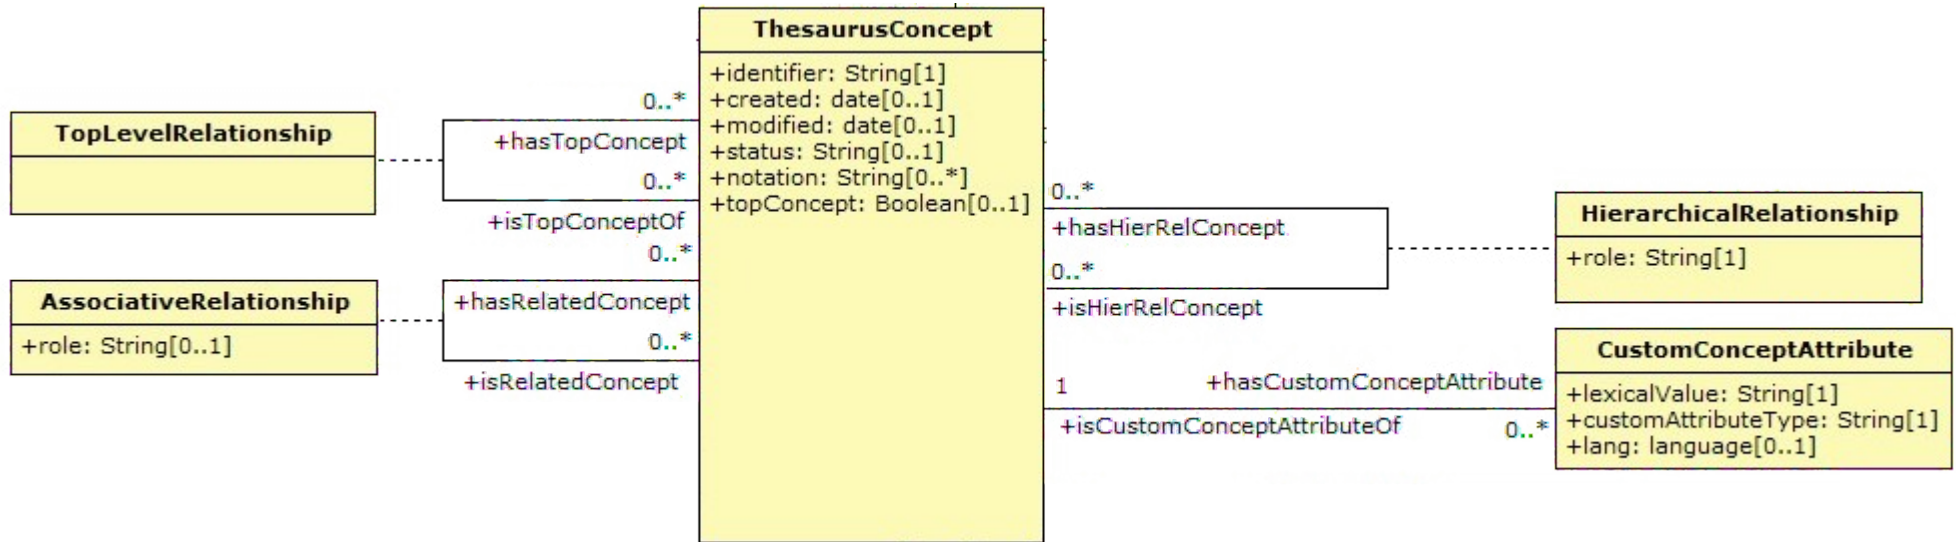 ThesaurusConcept
+identifier: String[1]
+created: date[0..1]
+modified: date[0..1]
+status: String[0..1]
+notation: String[0..*]
+topConcept: Boolean[0..1]
TopLevelRelationship
0..*
+hasTopConcept
0..*
+isTopConceptOf
AssociativeRelationship
+role: String[0..1]
0..*
+hasRelatedConcept
0..*
+isRelatedConcept
0..*
+hasHierRelConcept
0..*
+isHierRelConcept
HierarchicalRelationship
+role: String[1]
1
+hasCustomConceptAttribute
+isCustomConceptAttributeOf
0..*
CustomConceptAttribute
+lexicalValue: String[1]
+customAttributeType: String[1]
+lang: language[0..1]